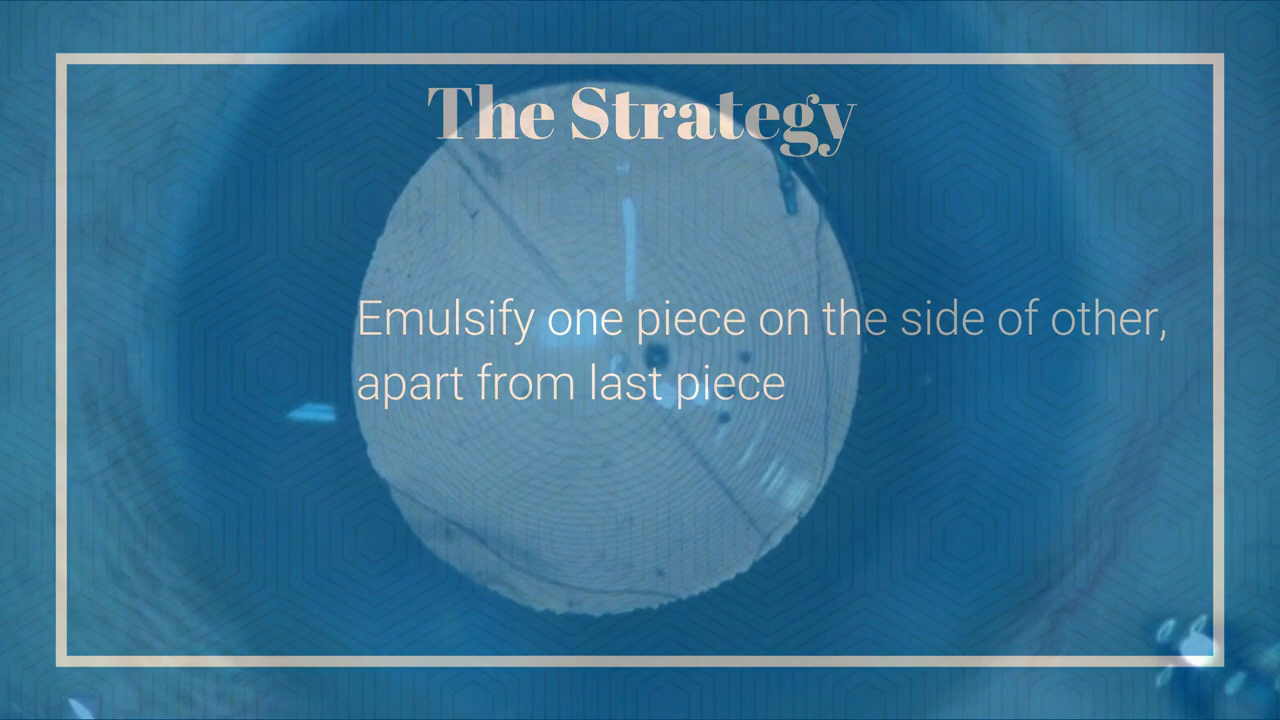 The Strategy
Emulsify one piece on the side of other,
apart from last piece